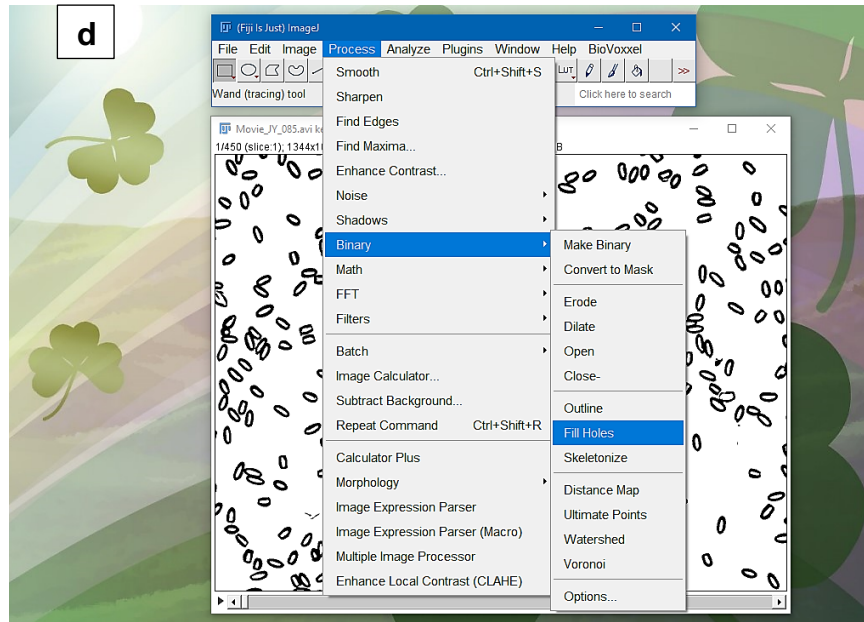 d
(Fiji Is Just) ImageJ
File Edit Image Process Analyze Plugins Window Help BioVoxxel
LUT >>
Wand (tracing) tool
Click here to search
Movie_JY_085.avi
1/450 (slice:1); 1344x1
B
Smooth Ctrl+Shift+S
Sharpen
Find Edges
Find Maxima...
Enhance Contrast...
Noise
Shadows
Binary
Math
FFT
Filters
Batch
Image Calculator...
Subtract Background...
Repeat Command Ctrl+Shift+R
Calculator Plus
Morphology
Image Expression Parser
Image Expression Parser (Macro)
Multiple Image Processor
Enhance Local Contrast (CLAHE)
Make Binary
Convert to Mask
Erode
Dilate
Open
Close-
Outline
Fill Holes
Skeletonize
Distance Map
Ultimate Points
Watershed
Voronoi
Options...